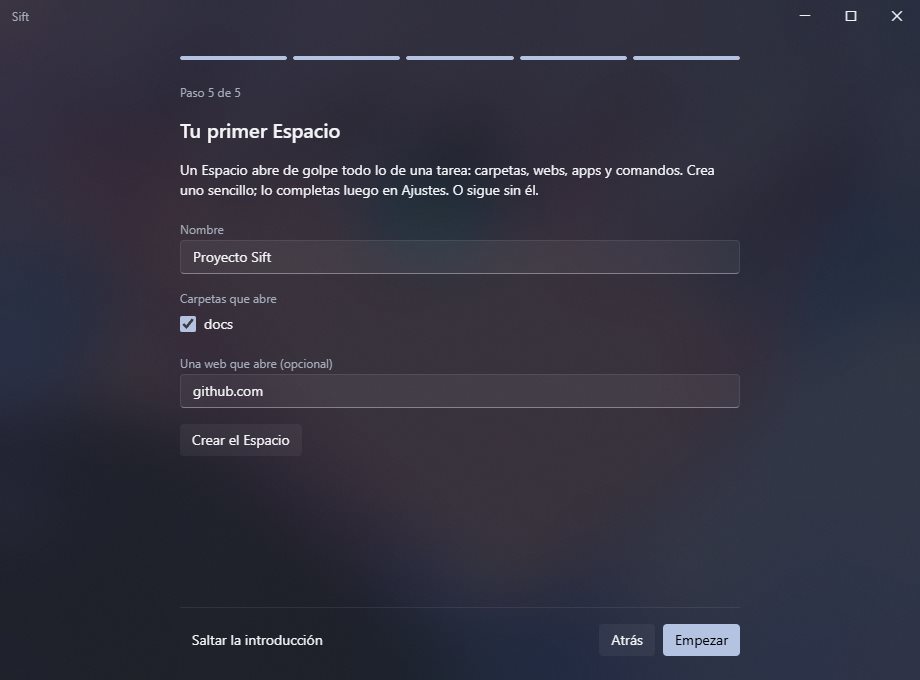 Sift
Paso 5 de 5
Tu primer Espacio
Un Espacio abre de golpe todo lo de una tarea: carpetas, webs, apps y comandos. Crea
uno sencillo; lo completas luego en Ajustes. O sigue sin él.
Nombre
Proyecto Sift
Carpetas que abre
docs
Una web que abre (opcional)
github.com
Crear el Espacio
Saltar la introducción
Atrás
Empezar